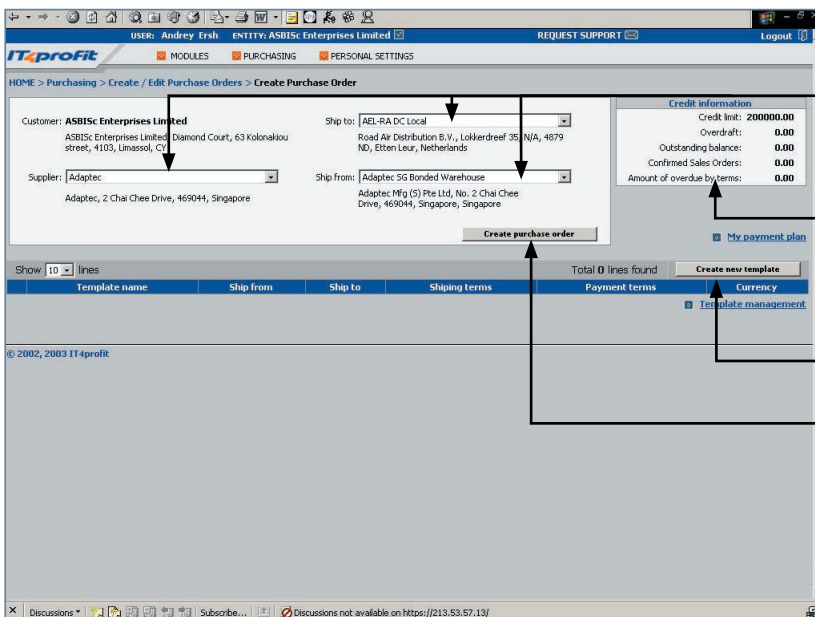 USER: Andrey Ersh ENTITY: ASBISc Enterprises Limited REQUEST SUPPORT Logout
IT4profit MODULES PURCHASING PERSONAL SETTINGS
HOME > Purchasing > Create / Edit Purchase Orders > Create Purchase Order
Customer: ASBISc Enterprises Limited
ASBISc Enterprises Limited, Diamond Court, 63 Kolonakiou
street, 4103, Limassol, CY
Supplier: Adaptec
Adaptec, 2 Chai Chee Drive, 469044, Singapore
Ship to: AEL-RA DC Local
Road Air Distribution B.V., Lokkerdreef 35, N/A, 4879
ND, Etten Leur, Netherlands
Ship from: Adaptec SG Bonded Warehouse
Adaptec Mfg (S) Pte Ltd, No. 2 Chai Chee
Drive, 469044, Singapore, Singapore
Create purchase order
Credit information
Credit limit: 200000.00
Overdraft: 0.00
Outstanding balance: 0.00
Confirmed Sales Orders: 0.00
Amount of overdue by terms: 0.00
My payment plan
Show 10 lines Total 0 lines found Create new template
Template name Ship from Ship to Shiping terms Payment terms Currency
Template management
© 2002, 2003 IT4profit
Discussions Subscribe... Discussions not available on https://213.53.57.13/